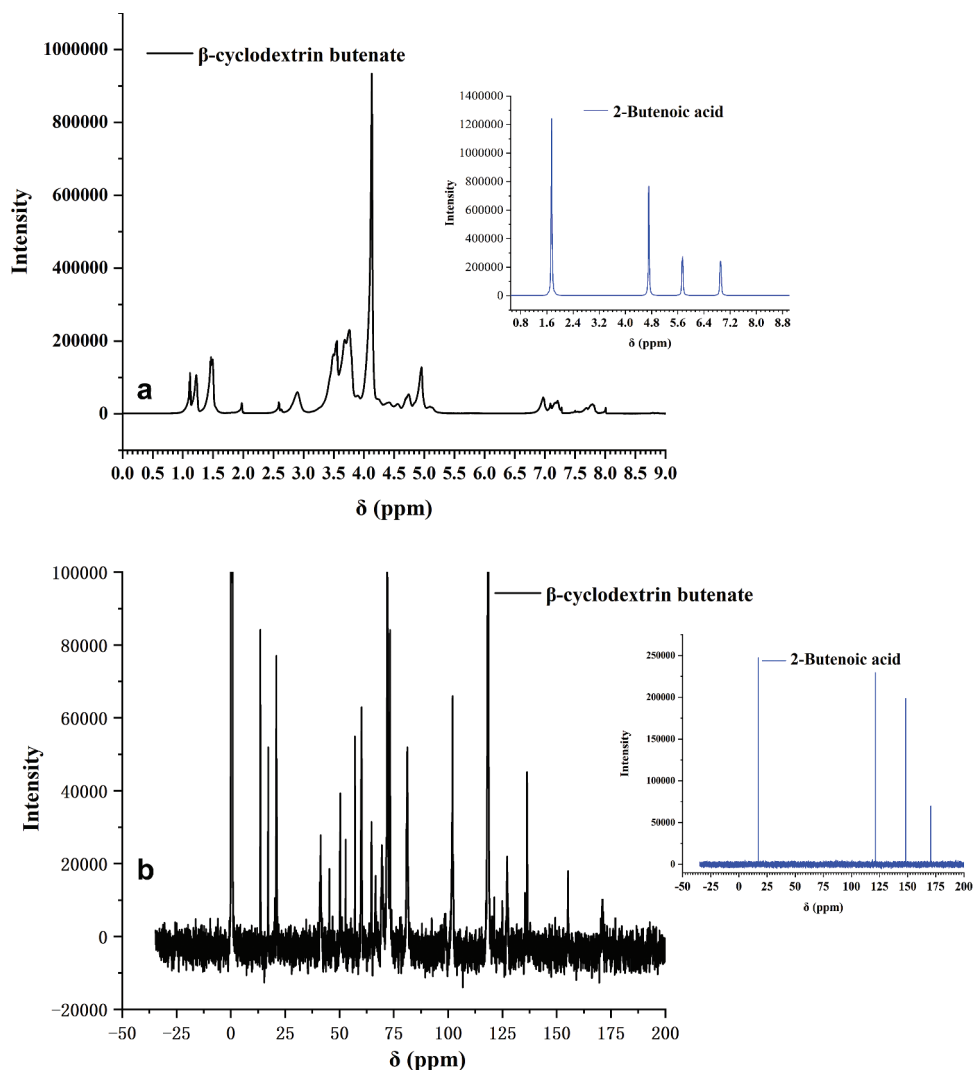 β-cyclodextrin butenate
1000000
800000
600000
400000
200000
0
Intensity
a
0.0 0.5 1.0 1.5 2.0 2.5 3.0 3.5 4.0 4.5 5.0 5.5 6.0 6.5 7.0 7.5 8.0 8.5 9.0
δ (ppm)
2-Butenoic acid
1400000
1200000
1000000
800000
600000
400000
200000
0
Intensity
0.8 1.6 2.4 3.2 4.0 4.8 5.6 6.4 7.2 8.0 8.8
δ (ppm)
β-cyclodextrin butenate
100000
80000
60000
40000
20000
0
-20000
Intensity
b
-50 -25 0 25 50 75 100 125 150 175 200
δ (ppm)
2-Butenoic acid
250000
200000
150000
100000
50000
0
Intensity
-50 -25 0 25 50 75 100 125 150 175 200
δ (ppm)